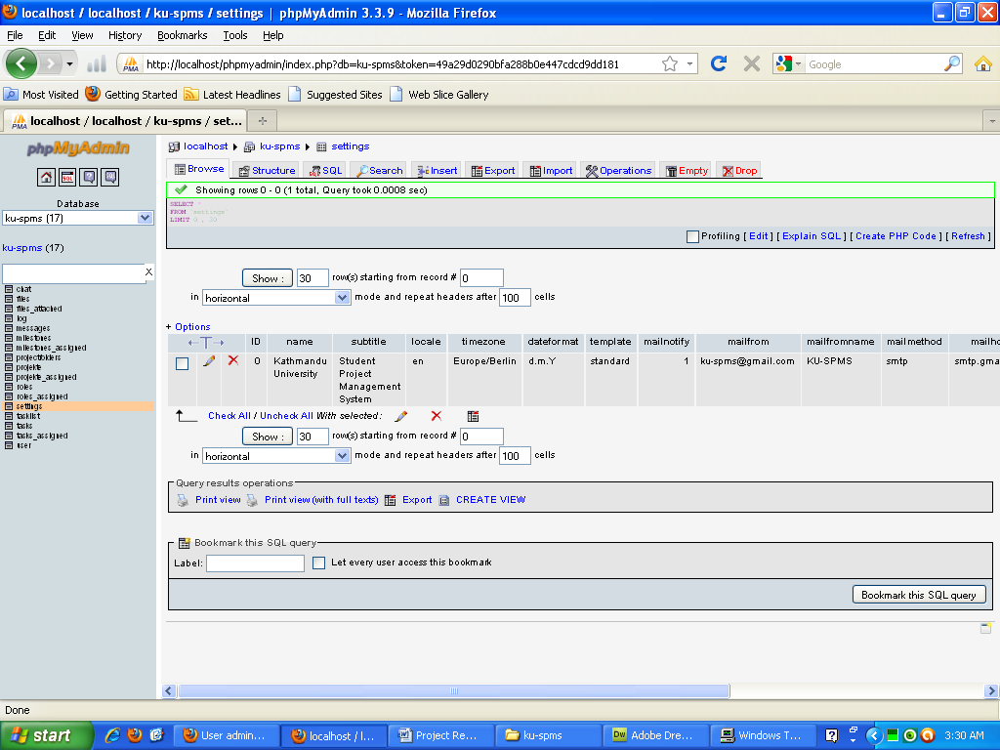 localhost / localhost / ku-spms / settings | phpMyAdmin 3.3.9 - Mozilla Firefox
File Edit View History Bookmarks Tools Help
http://localhost/phpmyadmin/index.php?db=ku-spms&token=49a29d0290bfa288b0e447cdcd9dd181
Google
Most Visited Getting Started Latest Headlines Suggested Sites Web Slice Gallery
localhost / localhost / ku-spms / set...
phpMyAdmin
Database
ku-spms (17)
ku-spms (17)
X
chat
files
files_attached
log
messages
milestones
milestones_assigned
projectfolders
projekte
projekte_assigned
roles
roles_assigned
settings
tasklist
tasks
tasks_assigned
user
localhost ku-spms settings
Browse Structure SQL Search Insert Export Import Operations Empty Drop
Showing rows 0 - 0 (1 total, Query took 0.0008 sec)
SELECT *
FROM `settings`
LIMIT 0 , 30
Profiling [ Edit ] [ Explain SQL ] [ Create PHP Code ] [ Refresh ]
Show : 30 row(s) starting from record # 0
in horizontal mode and repeat headers after 100 cells
+ Options
ID name subtitle locale timezone dateformat template mailnotify mailfrom mailfromname mailmethod mailho
0 Kathmandu Student en Europe/Berlin d.m.Y standard 1 ku-spms@gmail.com KU-SPMS smtp smtp.gma
University Project
Management
System
Check All / Uncheck All With selected:
Show : 30 row(s) starting from record # 0
in horizontal mode and repeat headers after 100 cells
Query results operations
Print view Print view (with full texts) Export CREATE VIEW
Bookmark this SQL query
Label: Let every user access this bookmark
Bookmark this SQL query
Done
start User admin... localhost / l... Project Re... ku-spms Adobe Dre... Windows T... 3:30 AM